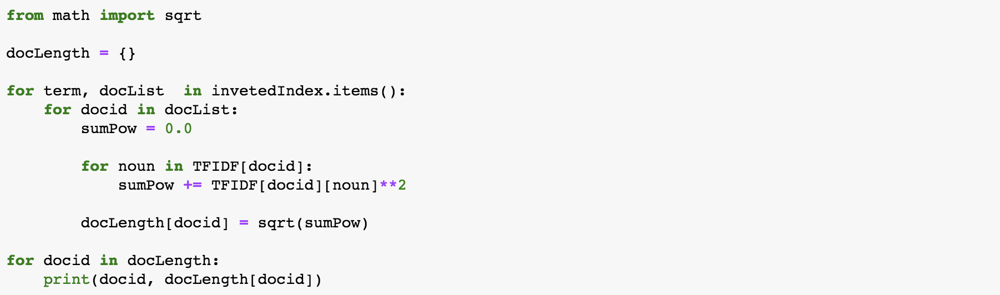 from math import sqrt
docLength = {}
for term, docList  in invetedIndex.items():
    for docid in docList:
        sumPow = 0.0
        for noun in TFIDF[docid]:
            sumPow += TFIDF[docid][noun]**2
        docLength[docid] = sqrt(sumPow)
for docid in docLength:
    print(docid, docLength[docid])